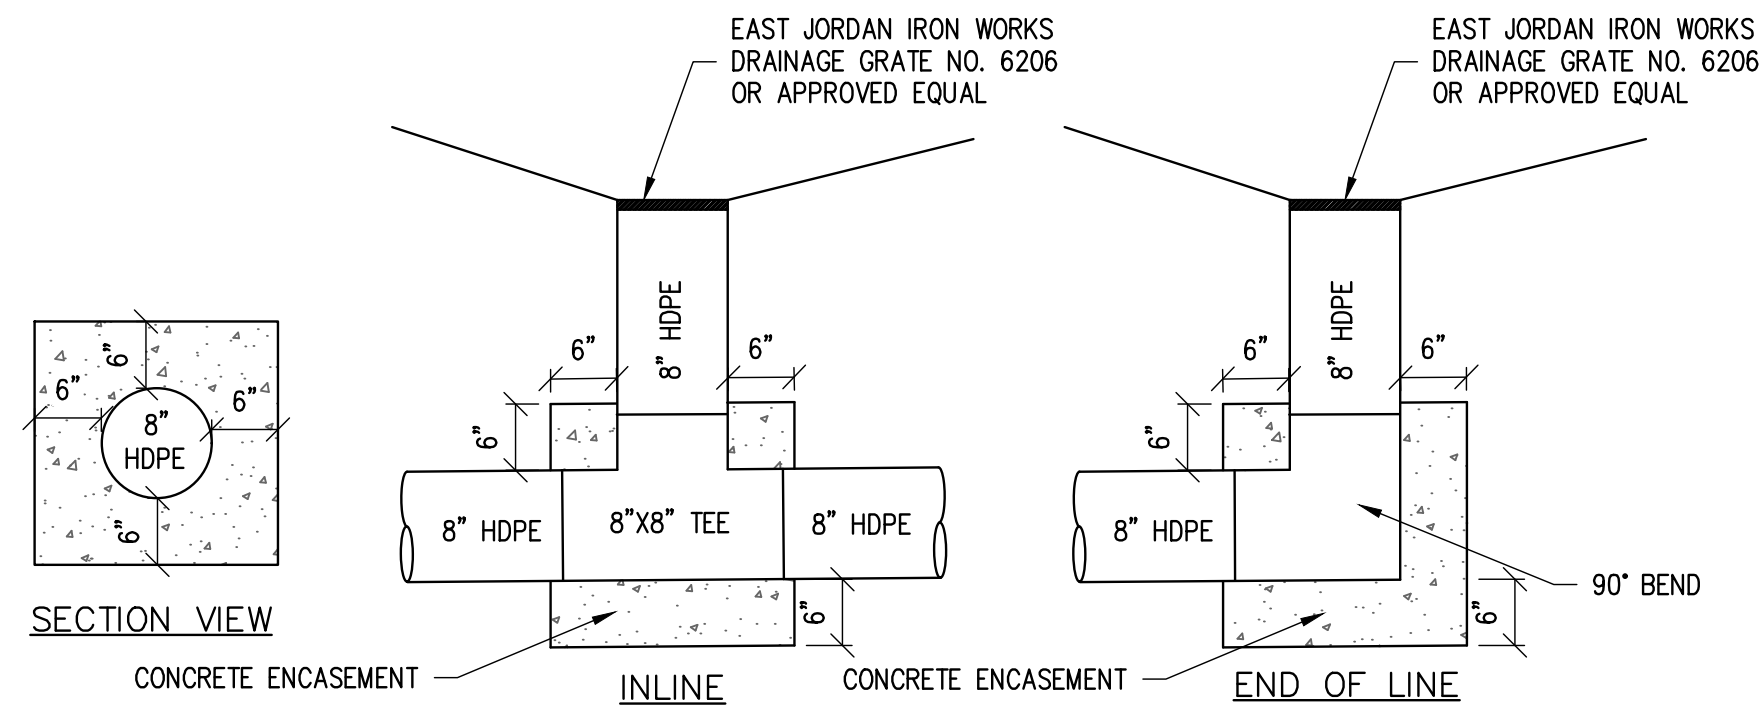 EAST JORDAN IRON WORKS
DRAINAGE GRATE NO. 6206
OR APPROVED EQUAL
EAST JORDAN IRON WORKS
DRAINAGE GRATE NO. 6206
OR APPROVED EQUAL
6"
6"
6"
6"
8"
HDPE
SECTION VIEW
8" HDPE
6"
6"
6"
8" HDPE
8"X8" TEE
8" HDPE
6"
CONCRETE ENCASEMENT
INLINE
8" HDPE
6"
6"
6"
8" HDPE
90° BEND
6"
CONCRETE ENCASEMENT
END OF LINE